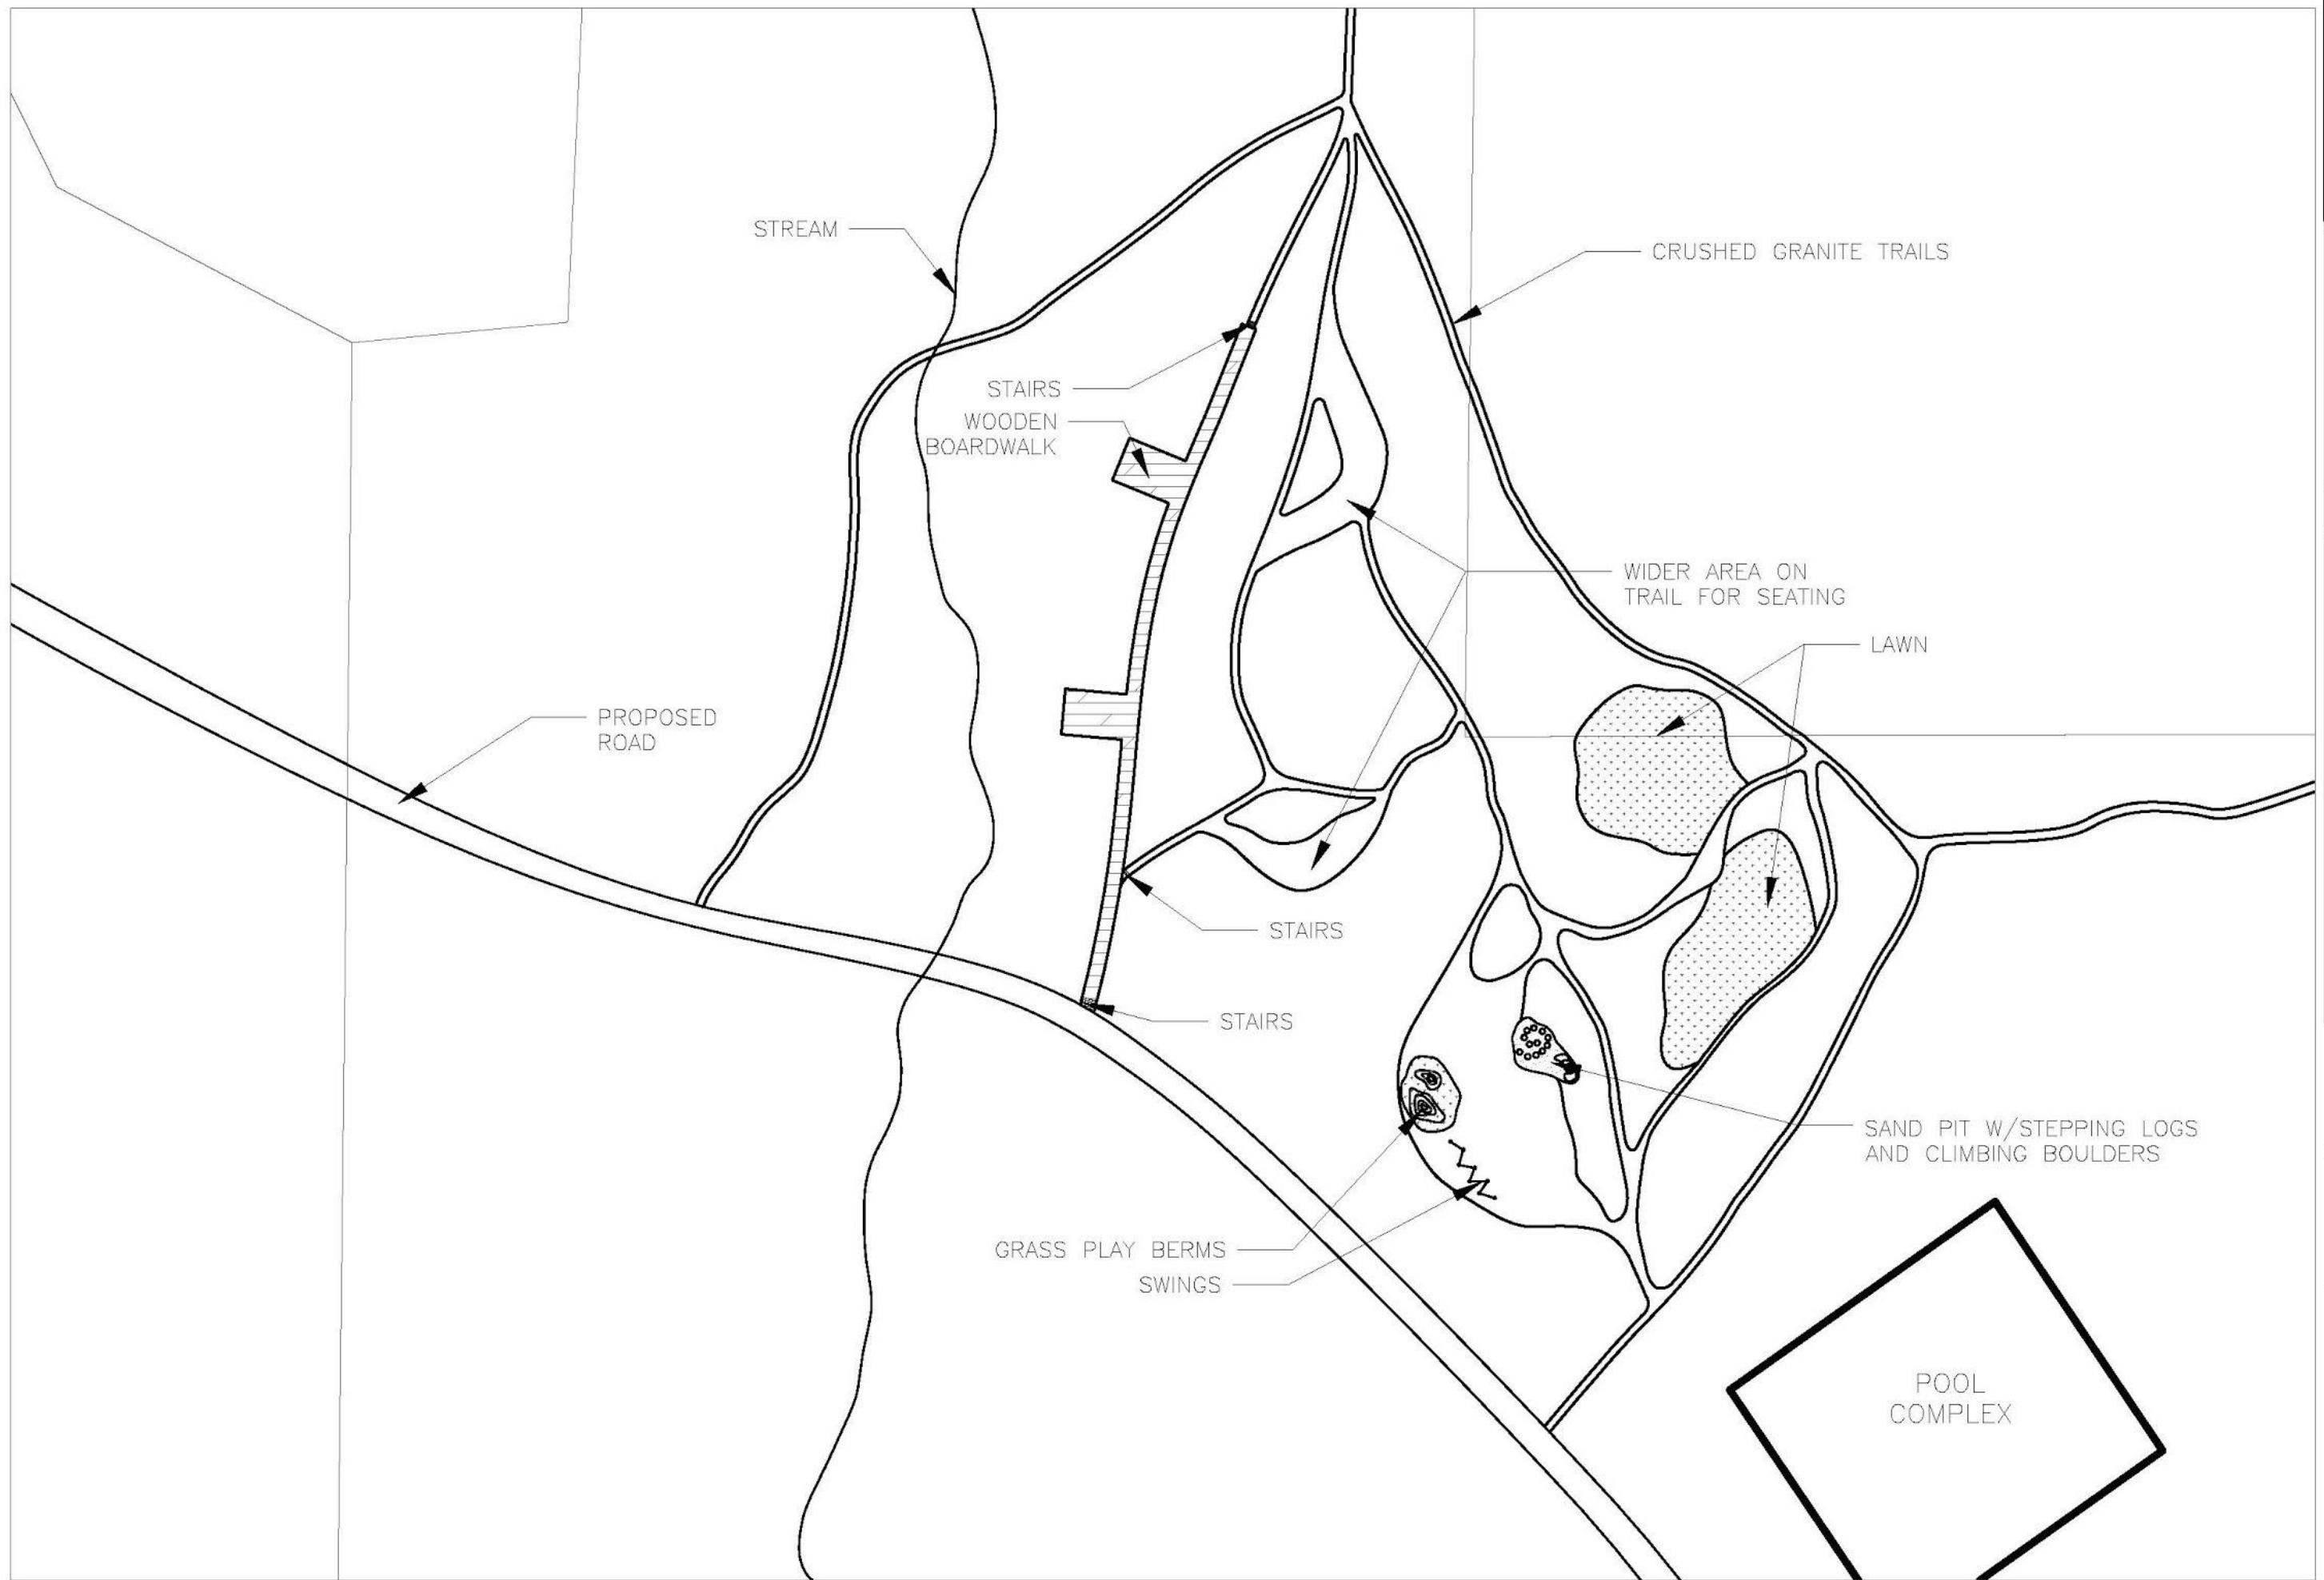 STREAM
CRUSHED GRANITE TRAILS
STAIRS
WOODEN
BOARDWALK
WIDER AREA ON
TRAIL FOR SEATING
LAWN
PROPOSED
ROAD
STAIRS
STAIRS
SAND PIT W/STEPPING LOGS
AND CLIMBING BOULDERS
GRASS PLAY BERMS
SWINGS
POOL
COMPLEX